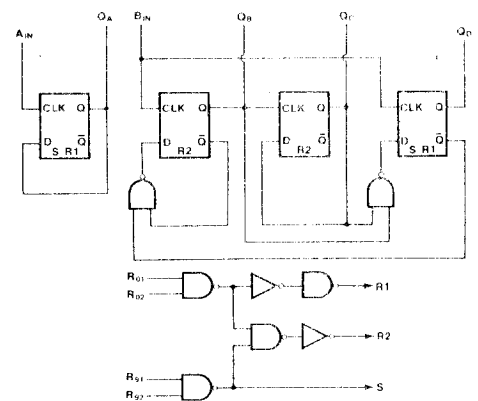 QA BIN QB QC QD
AIN
CLK Q CLK Q CLK Q CLK Q
D Q̅ D Q̅ D Q̅ D Q̅
S R1 R2 R2 S R1
R01
R02
R1
R2
R91
R92
S